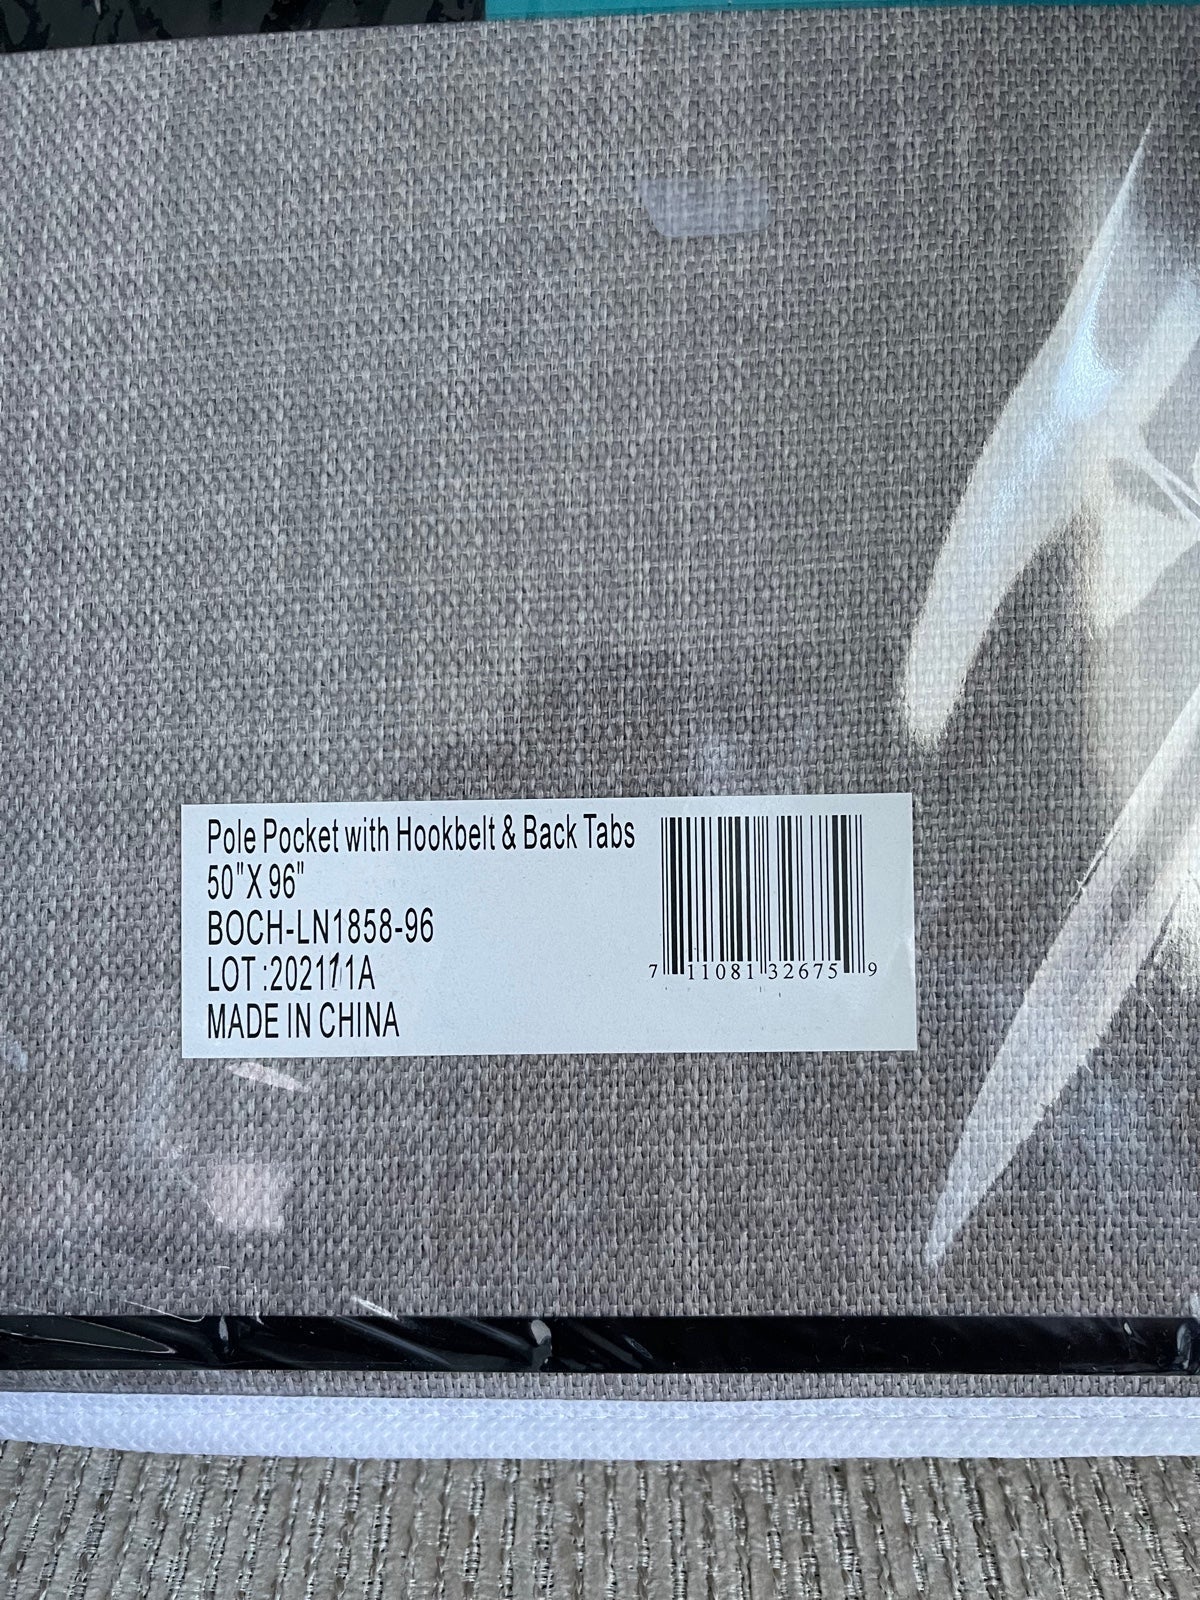 Pole Pocket with Hookbelt & Back Tabs
50"X 96"
BOCH-LN1858-96
LOT :202111A
MADE IN CHINA
7 11081 32675 9